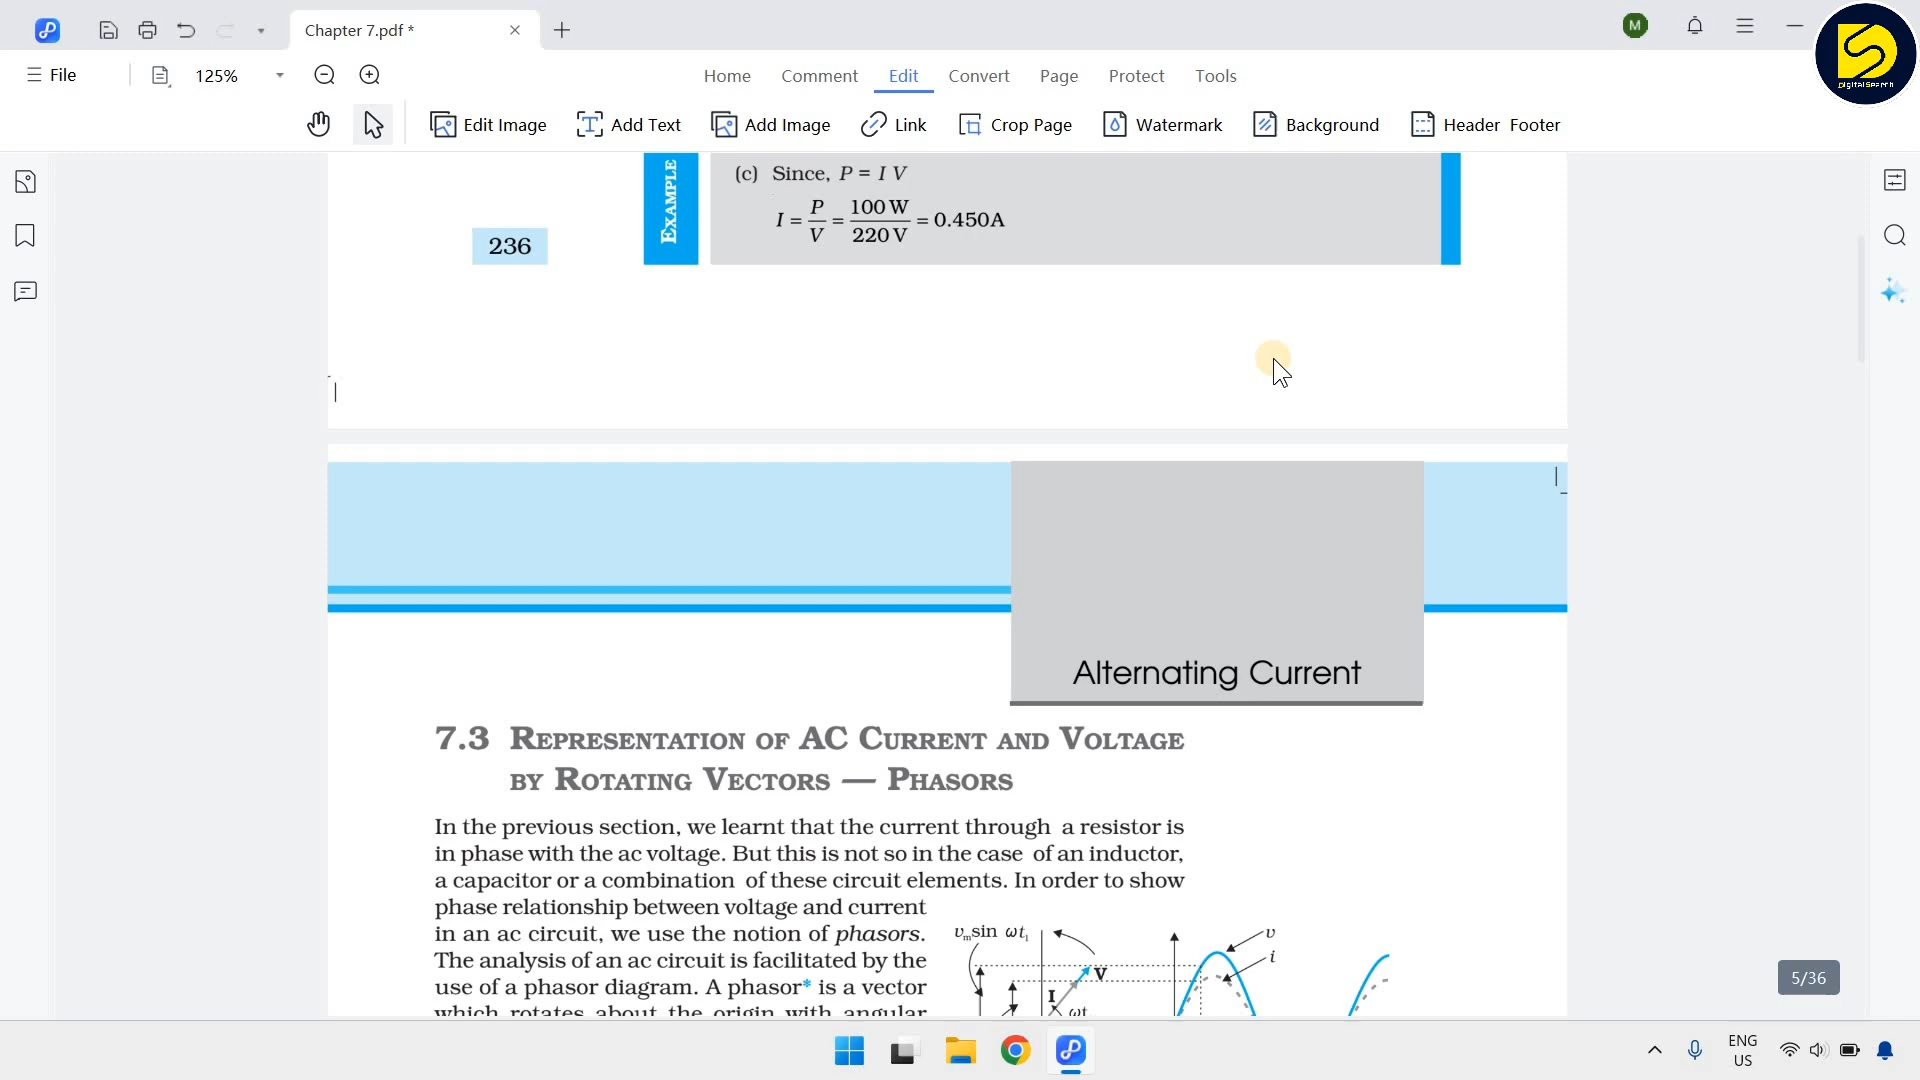 Chapter 7.pdf *
M
DigitalSearch
File
125%
Home Comment Edit Convert Page Protect Tools
Edit Image Add Text Add Image Link Crop Page Watermark Background Header Footer
EXAMPLE
(c) Since, P = I V
I = P/V = 100 W/220 V = 0.450A
236
Alternating Current
7.3 REPRESENTATION OF AC CURRENT AND VOLTAGE
BY ROTATING VECTORS — PHASORS
In the previous section, we learnt that the current through a resistor is
in phase with the ac voltage. But this is not so in the case of an inductor,
a capacitor or a combination of these circuit elements. In order to show
phase relationship between voltage and current
in an ac circuit, we use the notion of phasors.
The analysis of an ac circuit is facilitated by the
use of a phasor diagram. A phasor* is a vector
which rotates about the origin with angular
vₘsin ωt₁
V
I
ωt
υ
i
5/36
ENG
US